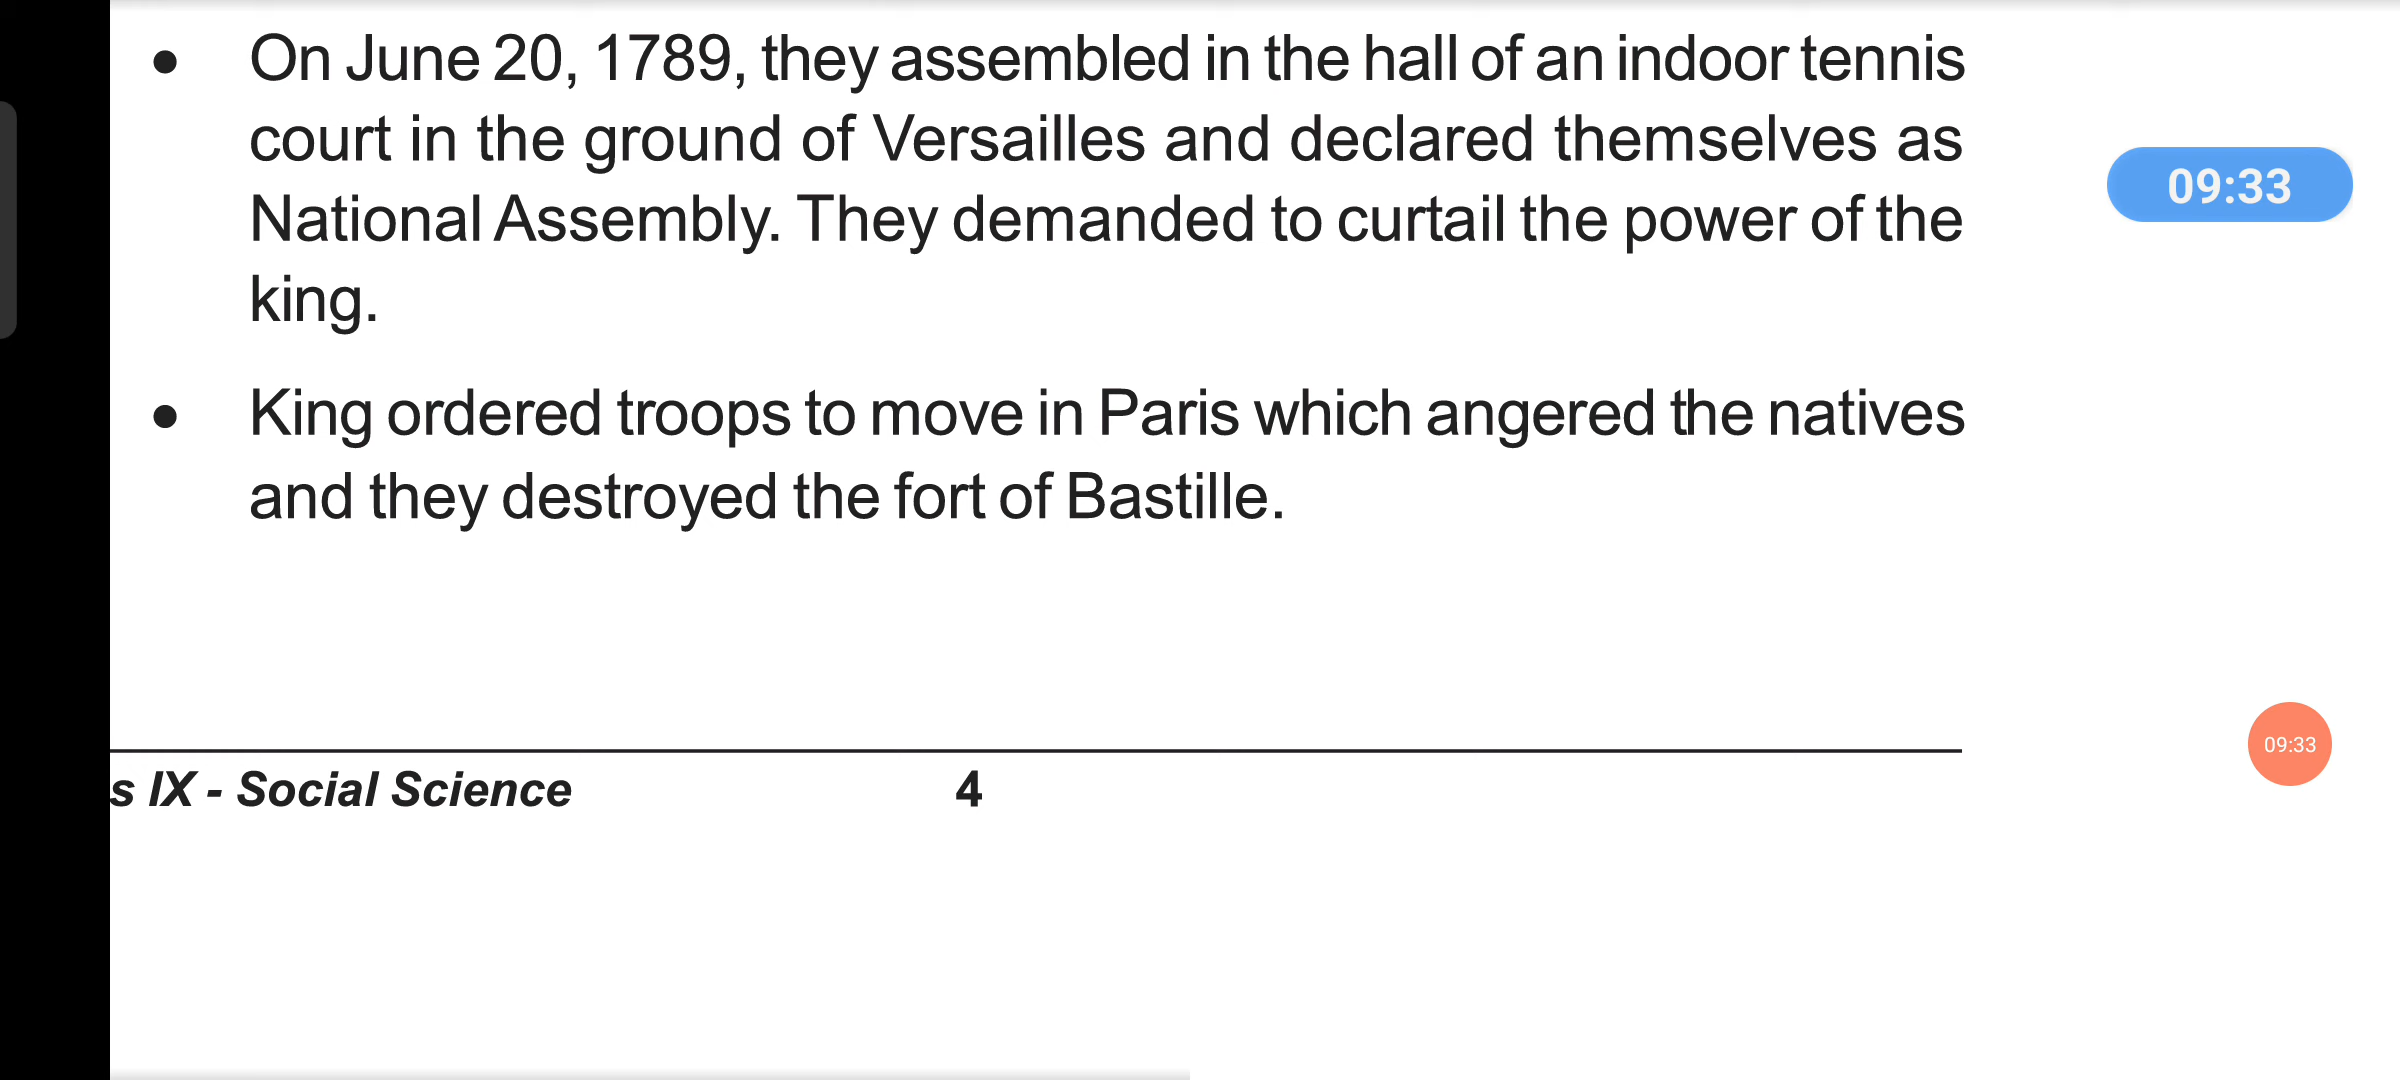 • On June 20, 1789, they assembled in the hall of an indoor tennis
court in the ground of Versailles and declared themselves as
National Assembly. They demanded to curtail the power of the
king.
09:33
• King ordered troops to move in Paris which angered the natives
and they destroyed the fort of Bastille.
09:33
s IX - Social Science 4